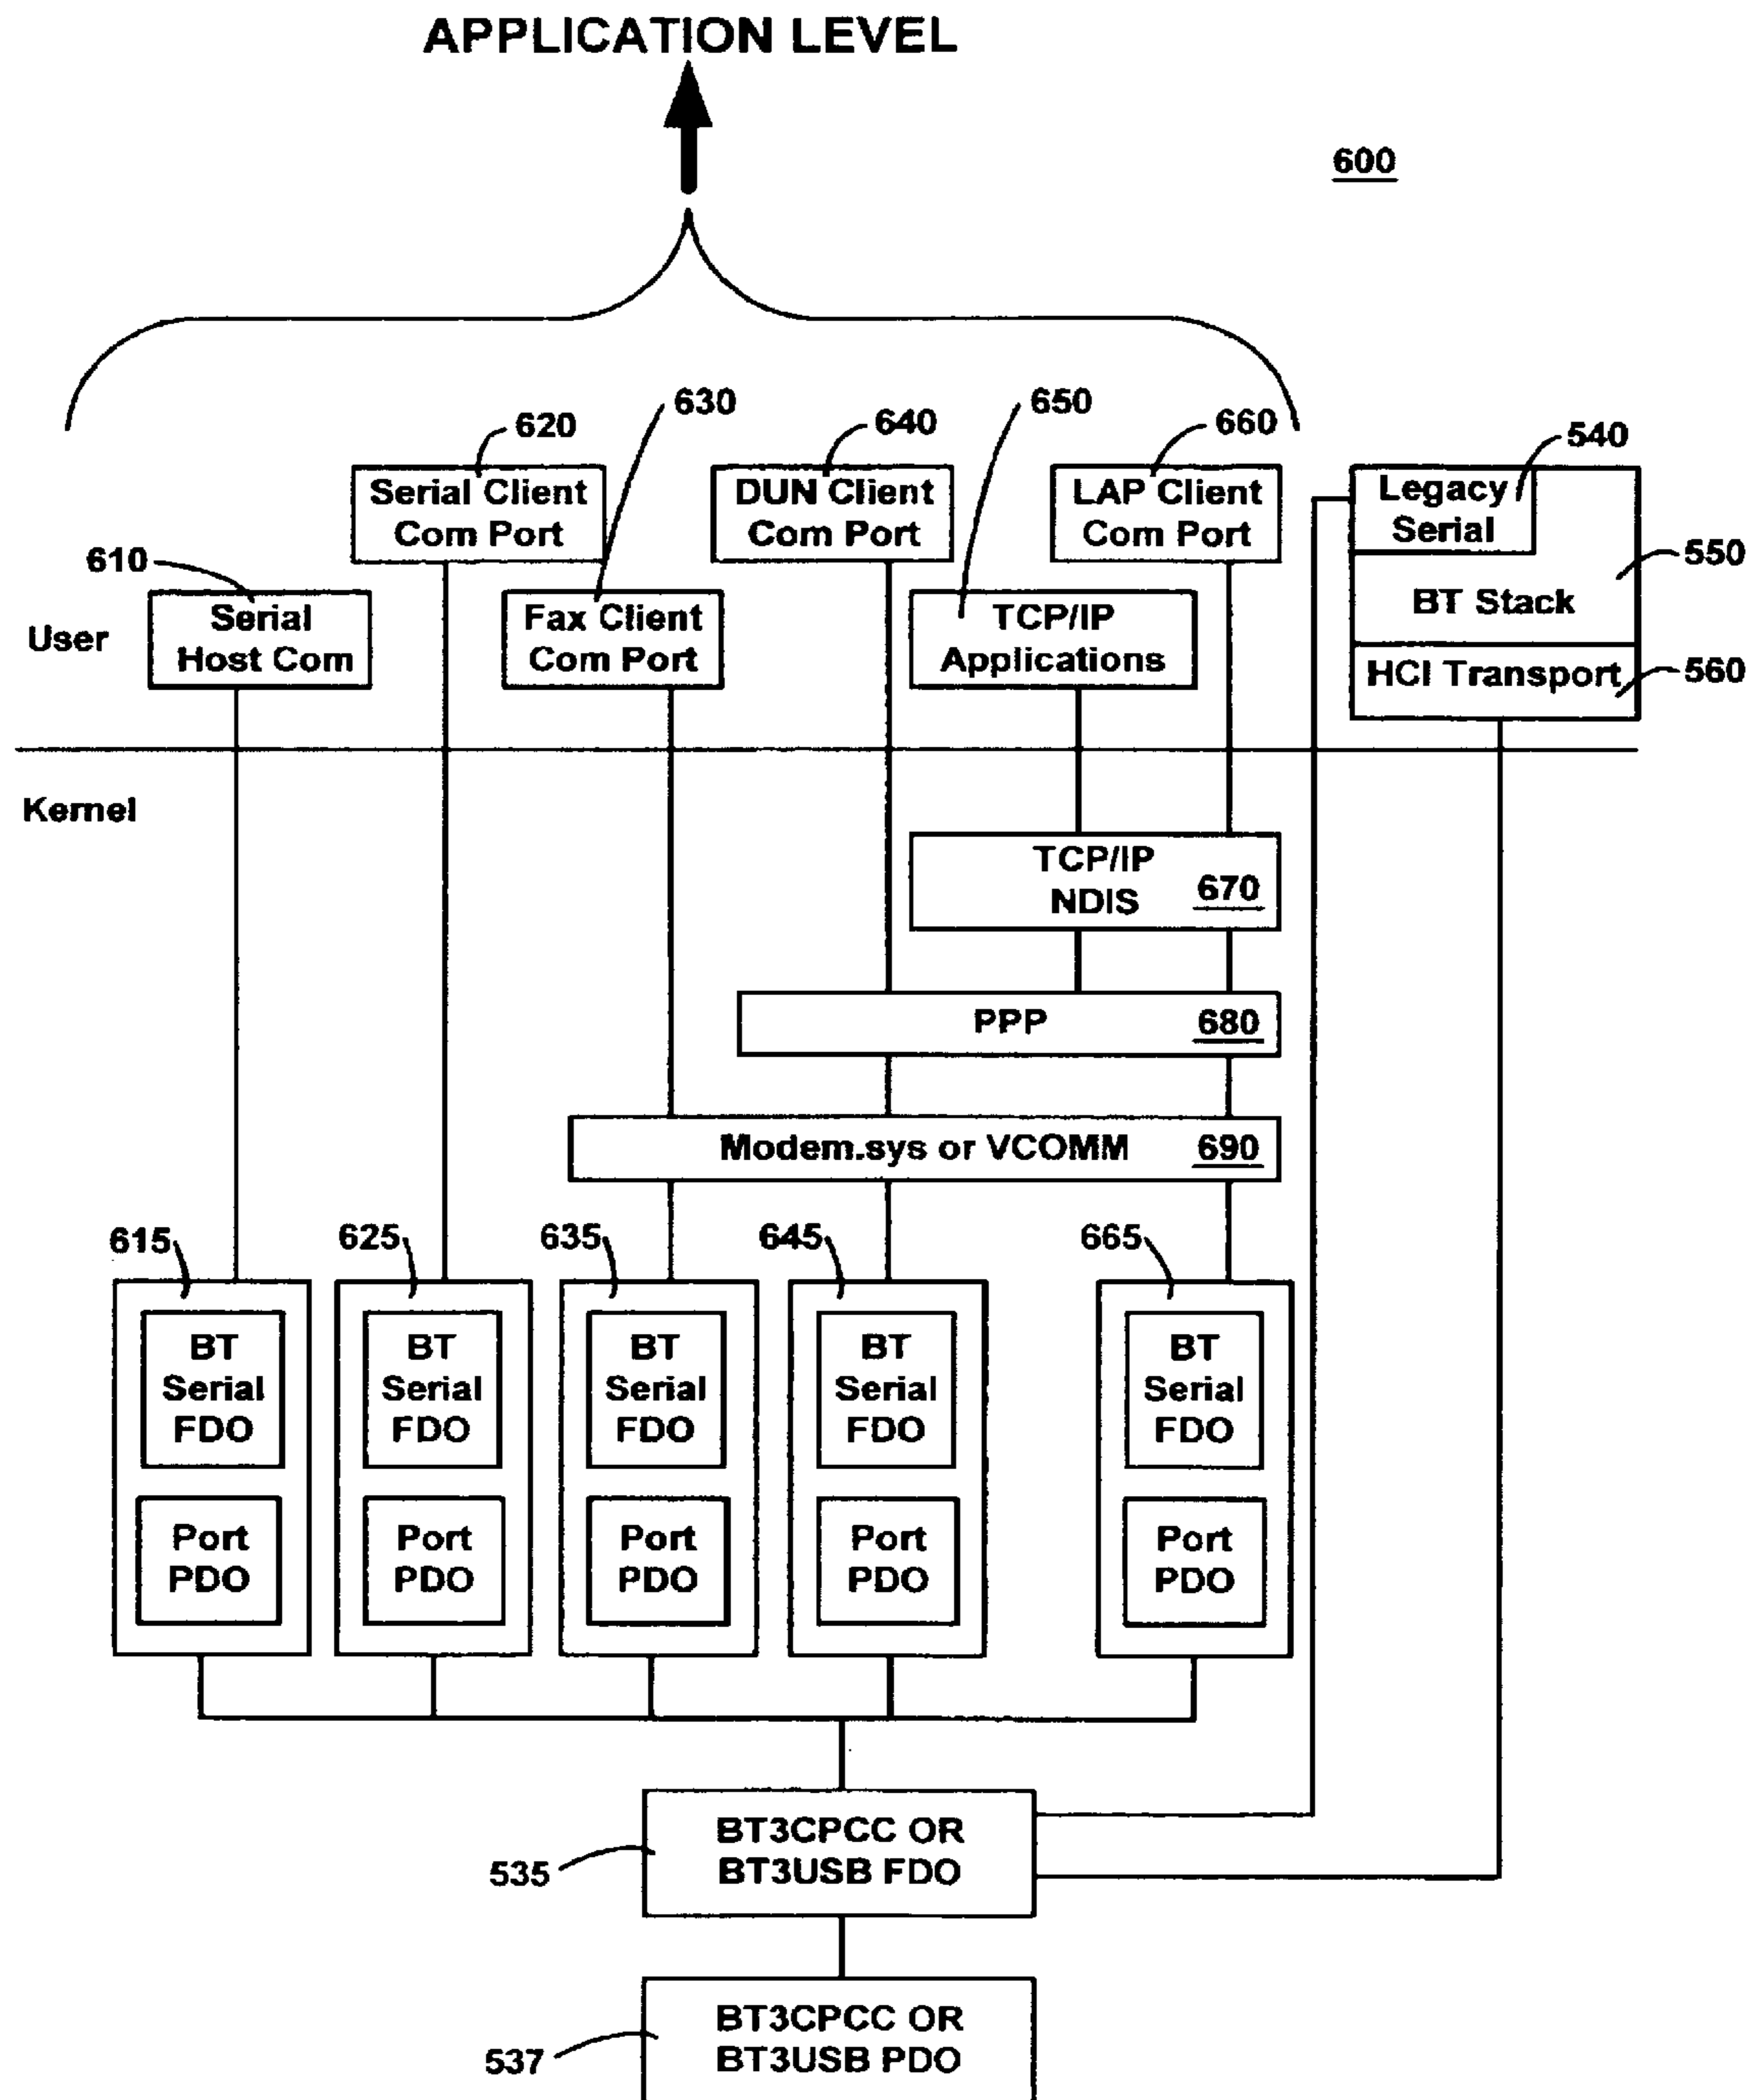 APPLICATION LEVEL
600
620
630
640
650
660
540
Serial Client
Com Port
DUN Client
Com Port
LAP Client
Com Port
Legacy
Serial
550
610
BT Stack
User
Serial
Host Com
Fax Client
Com Port
TCP/IP
Applications
HCI Transport
560
Kernel
TCP/IP
NDIS
670
PPP
680
Modem.sys or VCOMM
690
615
625
635
645
665
BT
Serial
FDO
BT
Serial
FDO
BT
Serial
FDO
BT
Serial
FDO
BT
Serial
FDO
Port
PDO
Port
PDO
Port
PDO
Port
PDO
Port
PDO
BT3CPCC OR
BT3USB FDO
535
BT3CPCC OR
BT3USB PDO
537